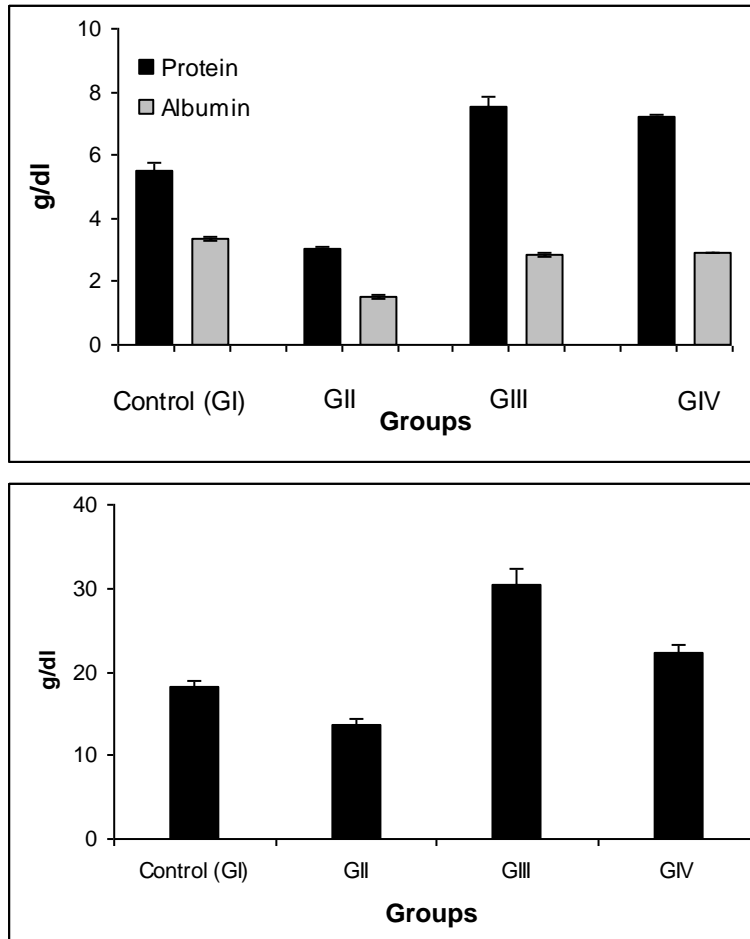 10
8
6
4
2
0
g/dl
Protein
Albumin
Control (GI) GII GIII GIV
Groups
40
30
20
10
0
g/dl
Control (GI) GII GIII GIV
Groups